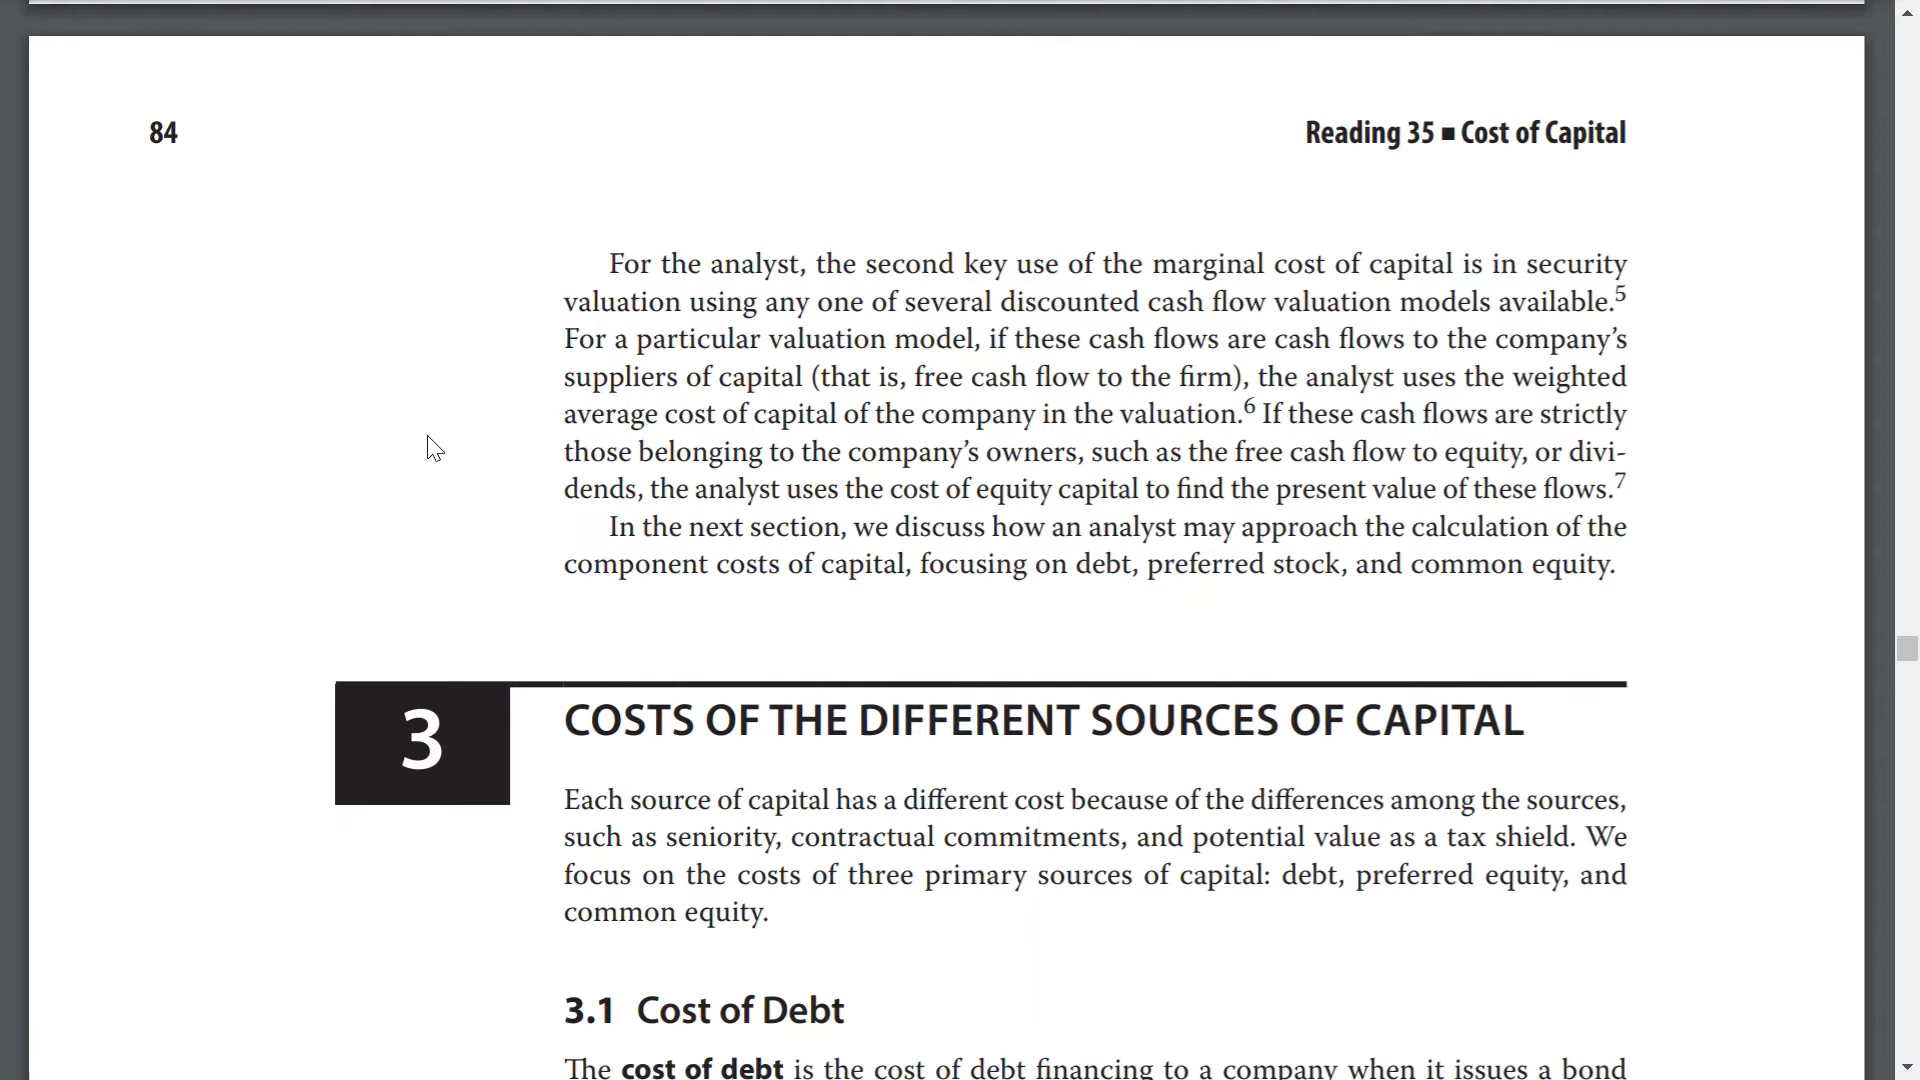 84
Reading 35 ■ Cost of Capital
For the analyst, the second key use of the marginal cost of capital is in security
valuation using any one of several discounted cash flow valuation models available.5
For a particular valuation model, if these cash flows are cash flows to the company’s
suppliers of capital (that is, free cash flow to the firm), the analyst uses the weighted
average cost of capital of the company in the valuation.6 If these cash flows are strictly
those belonging to the company’s owners, such as the free cash flow to equity, or divi-
dends, the analyst uses the cost of equity capital to find the present value of these flows.7
In the next section, we discuss how an analyst may approach the calculation of the
component costs of capital, focusing on debt, preferred stock, and common equity.
3
COSTS OF THE DIFFERENT SOURCES OF CAPITAL
Each source of capital has a different cost because of the differences among the sources,
such as seniority, contractual commitments, and potential value as a tax shield. We
focus on the costs of three primary sources of capital: debt, preferred equity, and
common equity.
3.1 Cost of Debt
The cost of debt is the cost of debt financing to a company when it issues a bond